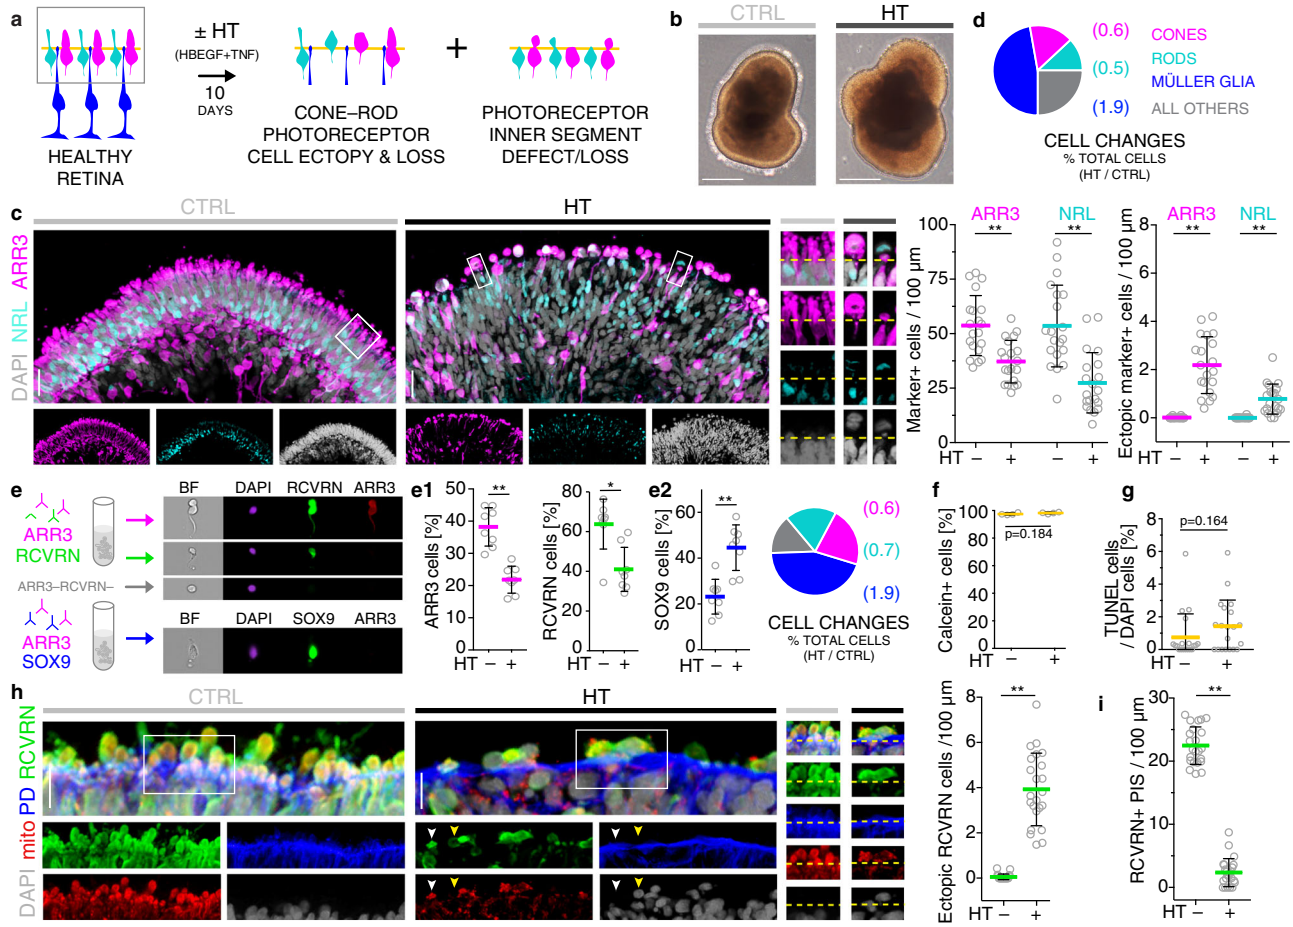 a
± HT
(HBEGF+TNF)
10
DAYS
+
HEALTHY
RETINA
CONE–ROD
PHOTORECEPTOR
CELL ECTOPY & LOSS
PHOTORECEPTOR
INNER SEGMENT
DEFECT/LOSS
b
CTRL
HT
d
(0.6)
CONES
(0.5)
RODS
MÜLLER GLIA
(1.9)
ALL OTHERS
CELL CHANGES
% TOTAL CELLS
(HT / CTRL)
c
CTRL
HT
DAPI NRL ARR3
Marker+ cells / 100 µm
100
75
50
25
0
ARR3
NRL
**
**
HT
–
+
–
+
Ectopic marker+ cells / 100 µm
8
6
4
2
0
ARR3
NRL
**
**
HT
–
+
–
+
e
ARR3
RCVRN
ARR3–RCVRN–
ARR3
SOX9
BF
DAPI
RCVRN
ARR3
BF
DAPI
SOX9
ARR3
e1
ARR3 cells [%]
50
40
30
20
10
0
**
HT
–
+
RCVRN cells [%]
80
60
40
20
0
*
HT
–
+
e2
SOX9 cells [%]
60
40
20
0
**
HT
–
+
(0.6)
(0.7)
(1.9)
CELL CHANGES
% TOTAL CELLS
(HT / CTRL)
f
Calcein+ cells [%]
100
80
60
40
20
0
p=0.184
HT
–
+
g
TUNEL cells
/ DAPI cells [%]
8
6
4
2
0
p=0.164
HT
–
+
h
CTRL
HT
DAPI mito PD RCVRN
Ectopic RCVRN cells /100 µm
8
6
4
2
0
**
HT
–
+
i
RCVRN+ PIS / 100 µm
30
20
10
0
**
HT
–
+